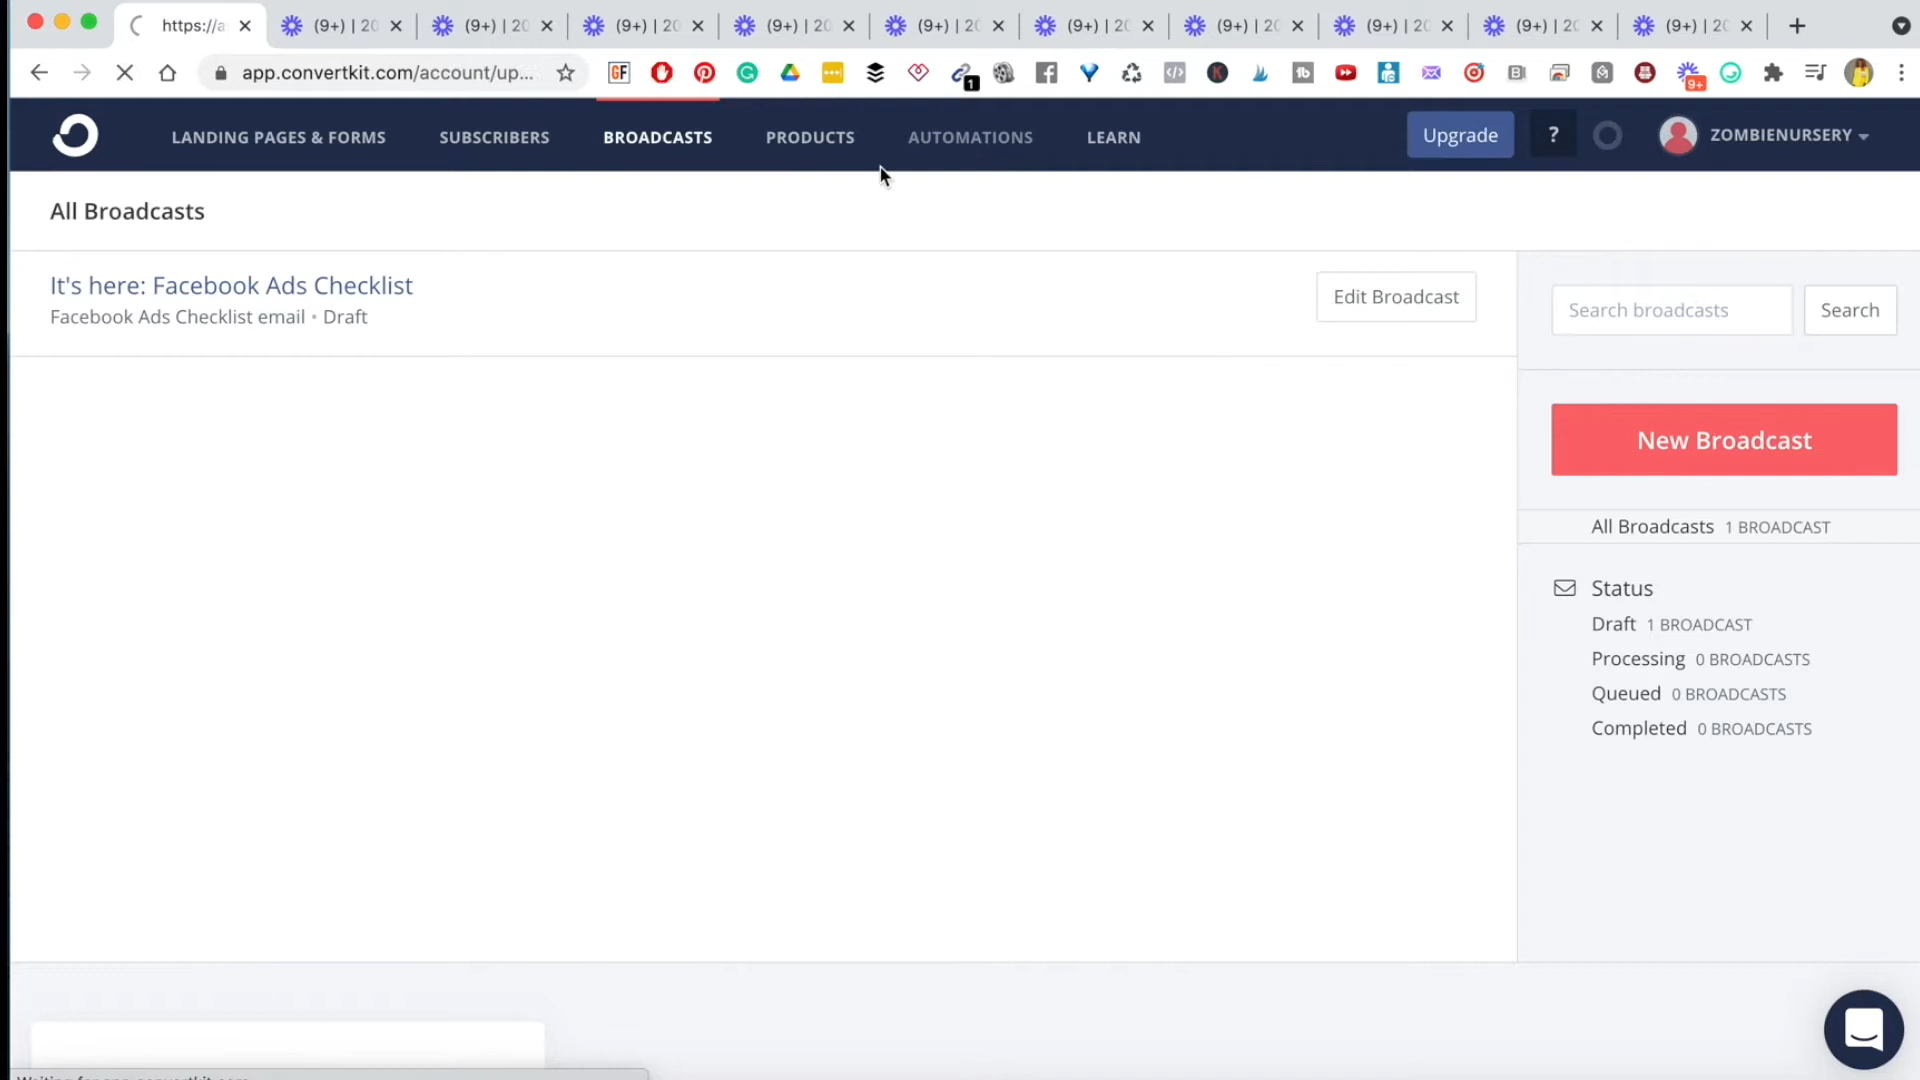 https://a
(9+) | 20
(9+) | 20
(9+) | 20
(9+) | 20
(9+) | 20
(9+) | 20
(9+) | 20
(9+) | 20
(9+) | 20
(9+) | 20
app.convertkit.com/account/up...
GF
1
9+
LANDING PAGES & FORMS
SUBSCRIBERS
BROADCASTS
PRODUCTS
AUTOMATIONS
LEARN
Upgrade
?
ZOMBIENURSERY
All Broadcasts
It's here: Facebook Ads Checklist
Facebook Ads Checklist email • Draft
Edit Broadcast
Search broadcasts
Search
New Broadcast
All Broadcasts 1 BROADCAST
Status
Draft 1 BROADCAST
Processing 0 BROADCASTS
Queued 0 BROADCASTS
Completed 0 BROADCASTS